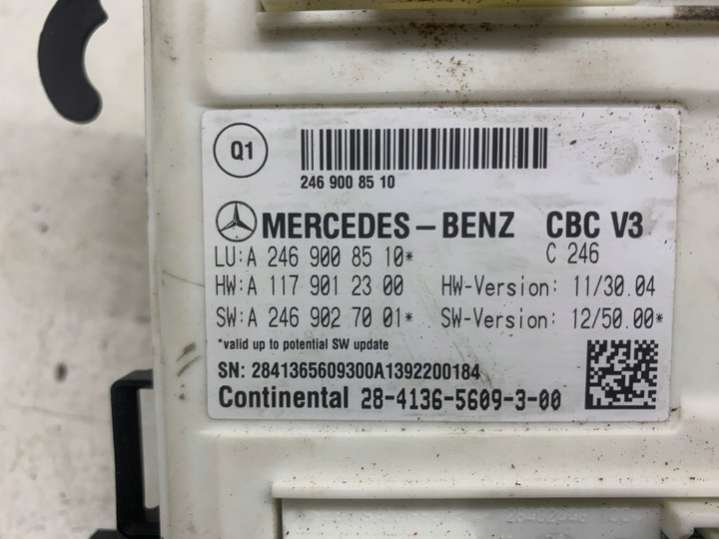 Q1
246 900 85 10
MERCEDES-BENZ CBC V3
LU:A 246 900 85 10* C 246
HW:A 117 901 23 00 HW-Version: 11/30.04
SW:A 246 902 70 01* SW-Version: 12/50.00*
*valid up to potential SW update
SN: 2841365609300A1392200184
Continental 28-4136-5609-3-00